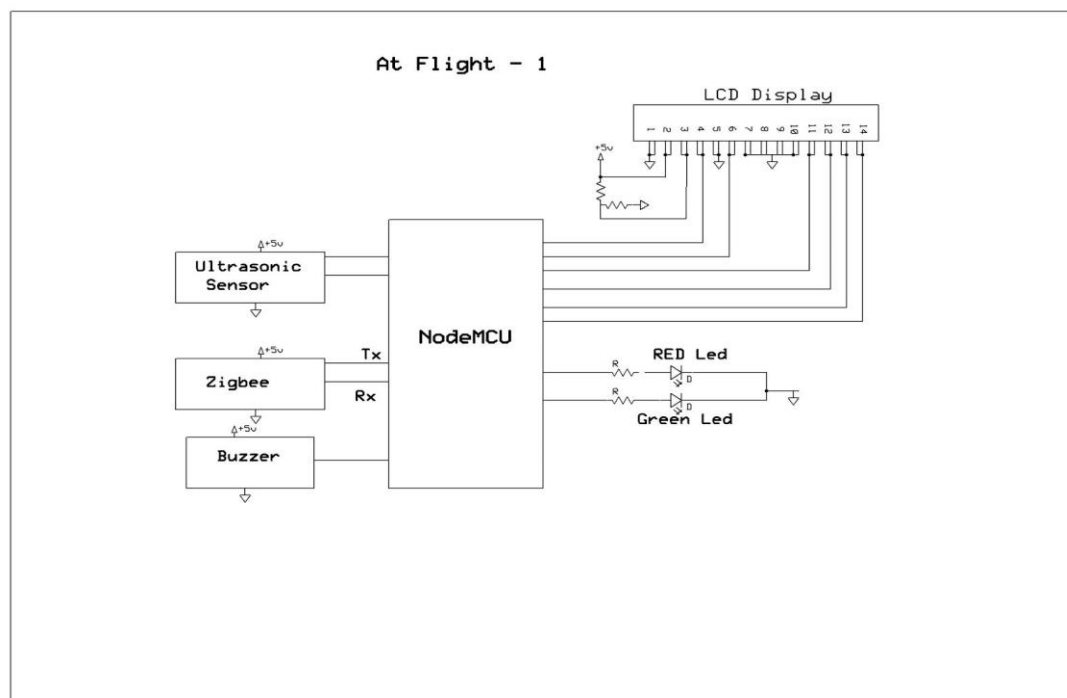 At Flight - 1
LCD Display
1 2 3 4 5 6 7 8 9 10 11 12 13 14
+5v
+5v
Ultrasonic
Sensor
NodeMCU
+5v
Tx
Zigbee
Rx
+5v
Buzzer
RED Led
R
D
R
D
Green Led